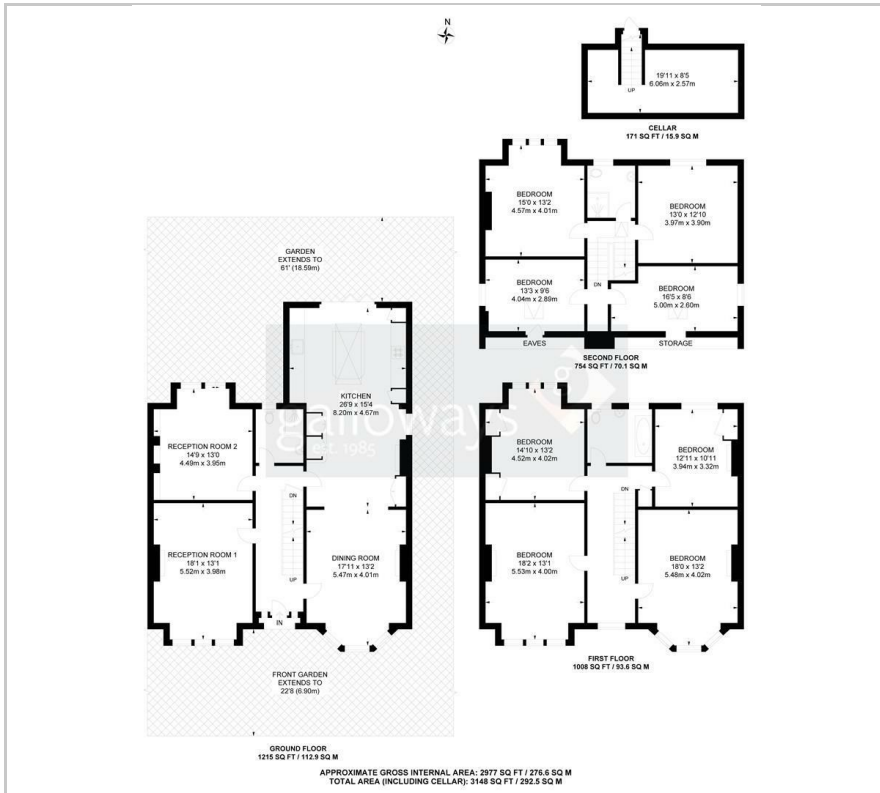 N
19'11 x 8'5
6.06m x 2.57m
UP
CELLAR
171 SQ FT / 15.9 SQ M
BEDROOM
15'0 x 13'2
4.57m x 4.01m
BEDROOM
13'0 x 12'10
3.97m x 3.90m
BEDROOM
13'3 x 9'6
4.04m x 2.89m
DN
BEDROOM
16'5 x 8'6
5.00m x 2.60m
EAVES
STORAGE
SECOND FLOOR
754 SQ FT / 70.1 SQ M
GARDEN
EXTENDS TO
61' (18.59m)
KITCHEN
26'9 x 15'4
8.20m x 4.67m
galloways
est. 1985
g
RECEPTION ROOM 2
14'9 x 13'0
4.49m x 3.95m
DN
RECEPTION ROOM 1
18'1 x 13'1
5.52m x 3.98m
DINING ROOM
17'11 x 13'2
5.47m x 4.01m
UP
IN
FRONT GARDEN
EXTENDS TO
22'8 (6.90m)
GROUND FLOOR
1215 SQ FT / 112.9 SQ M
BEDROOM
14'10 x 13'2
4.52m x 4.02m
BEDROOM
12'11 x 10'11
3.94m x 3.32m
DN
BEDROOM
18'2 x 13'1
5.53m x 4.00m
BEDROOM
18'0 x 13'2
5.48m x 4.02m
UP
FIRST FLOOR
1008 SQ FT / 93.6 SQ M
APPROXIMATE GROSS INTERNAL AREA: 2977 SQ FT / 276.6 SQ M
TOTAL AREA (INCLUDING CELLAR): 3148 SQ FT / 292.5 SQ M